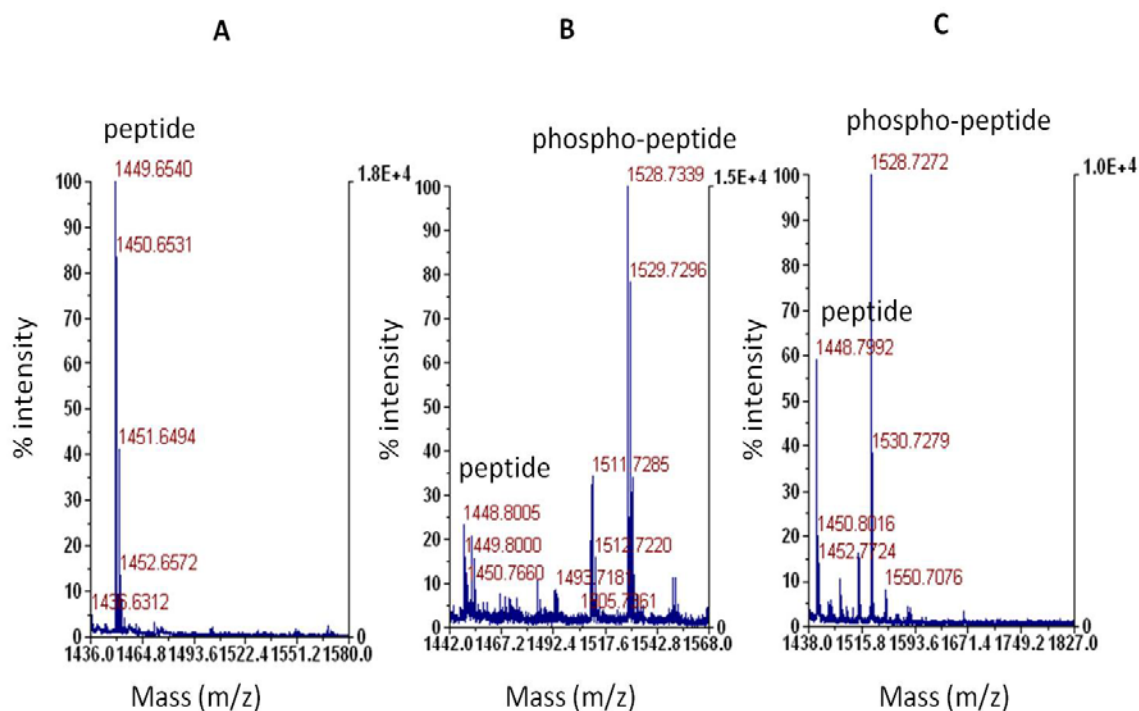 A
B
C
peptide
phospho-peptide
phospho-peptide
1449.6540
1528.7339
1528.7272
100
1.8E+4
100
1.5E+4
100
1.0E+4
90
1450.6531
80
1529.7296
70
60
50
40
30
20
10
0
% intensity
1451.6494
1452.6572
1436.6312
0
1436.0 1464.8 1493.6 1522.4 1551.2 1580.0
Mass (m/z)
90
80
70
60
50
40
30
20
10
0
% intensity
peptide
1511.7285
1448.8005
1449.8000
1512.7220
1450.7660
0
1442.0 1467.2 1492.4 1517.6 1542.8 1568.0
Mass (m/z)
90
80
70
60
50
40
30
20
10
0
% intensity
peptide
1448.7992
1530.7279
1450.8016
1452.7724
1550.7076
0
1438.0 1515.8 1593.6 1671.4 1749.2 1827.0
Mass (m/z)